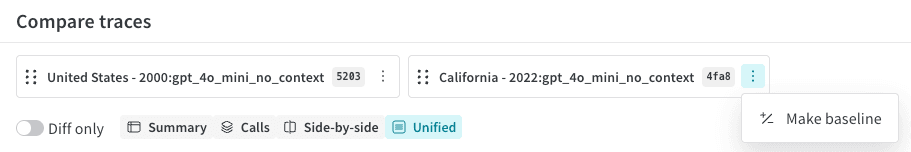 Compare traces
United States - 2000:gpt_4o_mini_no_context 5203 California - 2022:gpt_4o_mini_no_context 4fa8
Make baseline
Diff only Summary Calls Side-by-side Unified